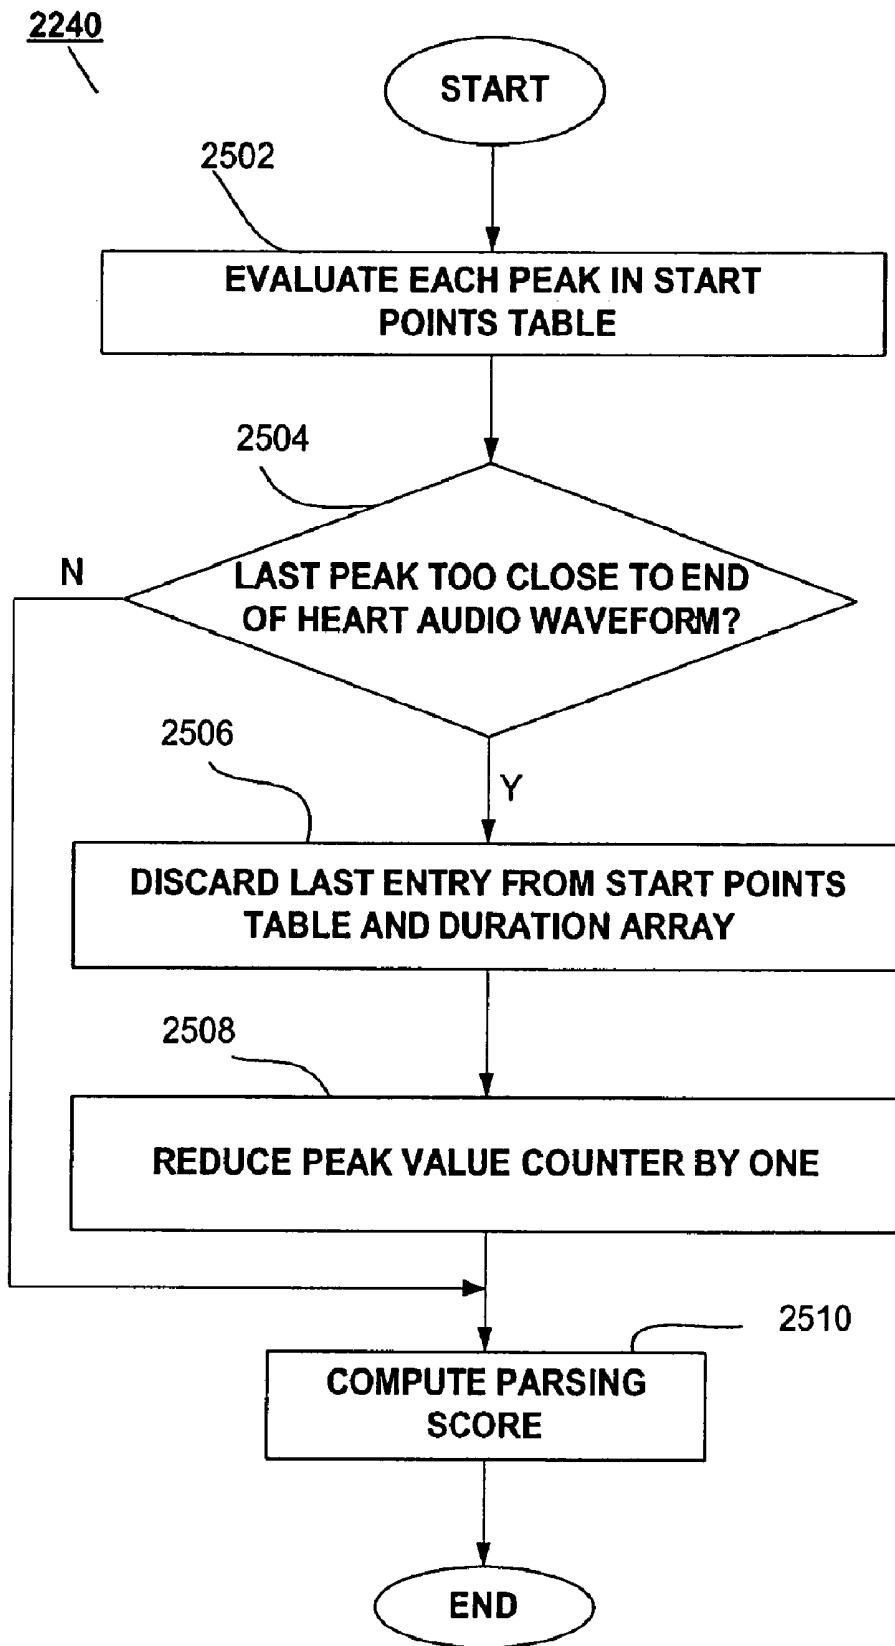 2240
START
2502
EVALUATE EACH PEAK IN START
POINTS TABLE
2504
N
LAST PEAK TOO CLOSE TO END
OF HEART AUDIO WAVEFORM?
2506
Y
DISCARD LAST ENTRY FROM START POINTS
TABLE AND DURATION ARRAY
2508
REDUCE PEAK VALUE COUNTER BY ONE
2510
COMPUTE PARSING
SCORE
END